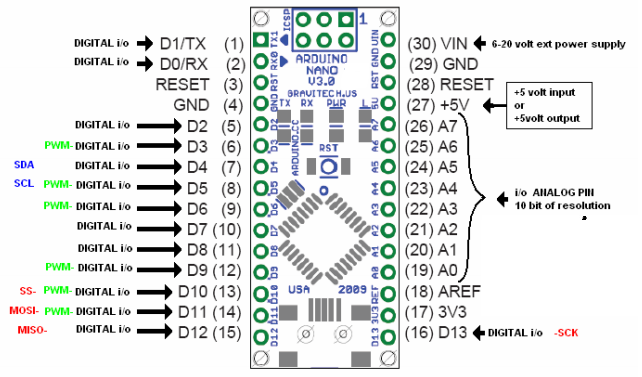 DIGITAL i/o D1/TX (1)
DIGITAL i/o D0/RX (2)
RESET (3)
GND (4)
DIGITAL i/o D2 (5)
PWM- DIGITAL i/o D3 (6)
SDA DIGITAL i/o D4 (7)
SCL PWM- DIGITAL i/o D5 (8)
PWM- DIGITAL i/o D6 (9)
DIGITAL i/o D7 (10)
DIGITAL i/o D8 (11)
PWM- DIGITAL i/o D9 (12)
SS- PWM- DIGITAL i/o D10 (13)
MOSI- PWM- DIGITAL i/o D11 (14)
MISO- DIGITAL i/o D12 (15)
ICSP
1
ARDUINO
NANO
V3.0
GRAVITECH.US
TX RX PWR L
ARDUINO.CC
RST
USA 2009
TX1
RX0
RST
GND
D2
D3
D4
D5
D6
D7
D8
D9
D10
D11
D12
VIN
GND
RST
5V
A7
A6
A5
A4
A3
A2
A1
A0
REF
3V3
D13
(30) VIN 6-20 volt ext power supply
(29) GND
(28) RESET
(27) +5V
+5 volt input
or
+5volt output
(26) A7
(25) A6
(24) A5
(23) A4
(22) A3
(21) A2
(20) A1
(19) A0
i/o ANALOG PIN
10 bit of resolution
(18) AREF
(17) 3V3
(16) D13 DIGITAL i/o -SCK